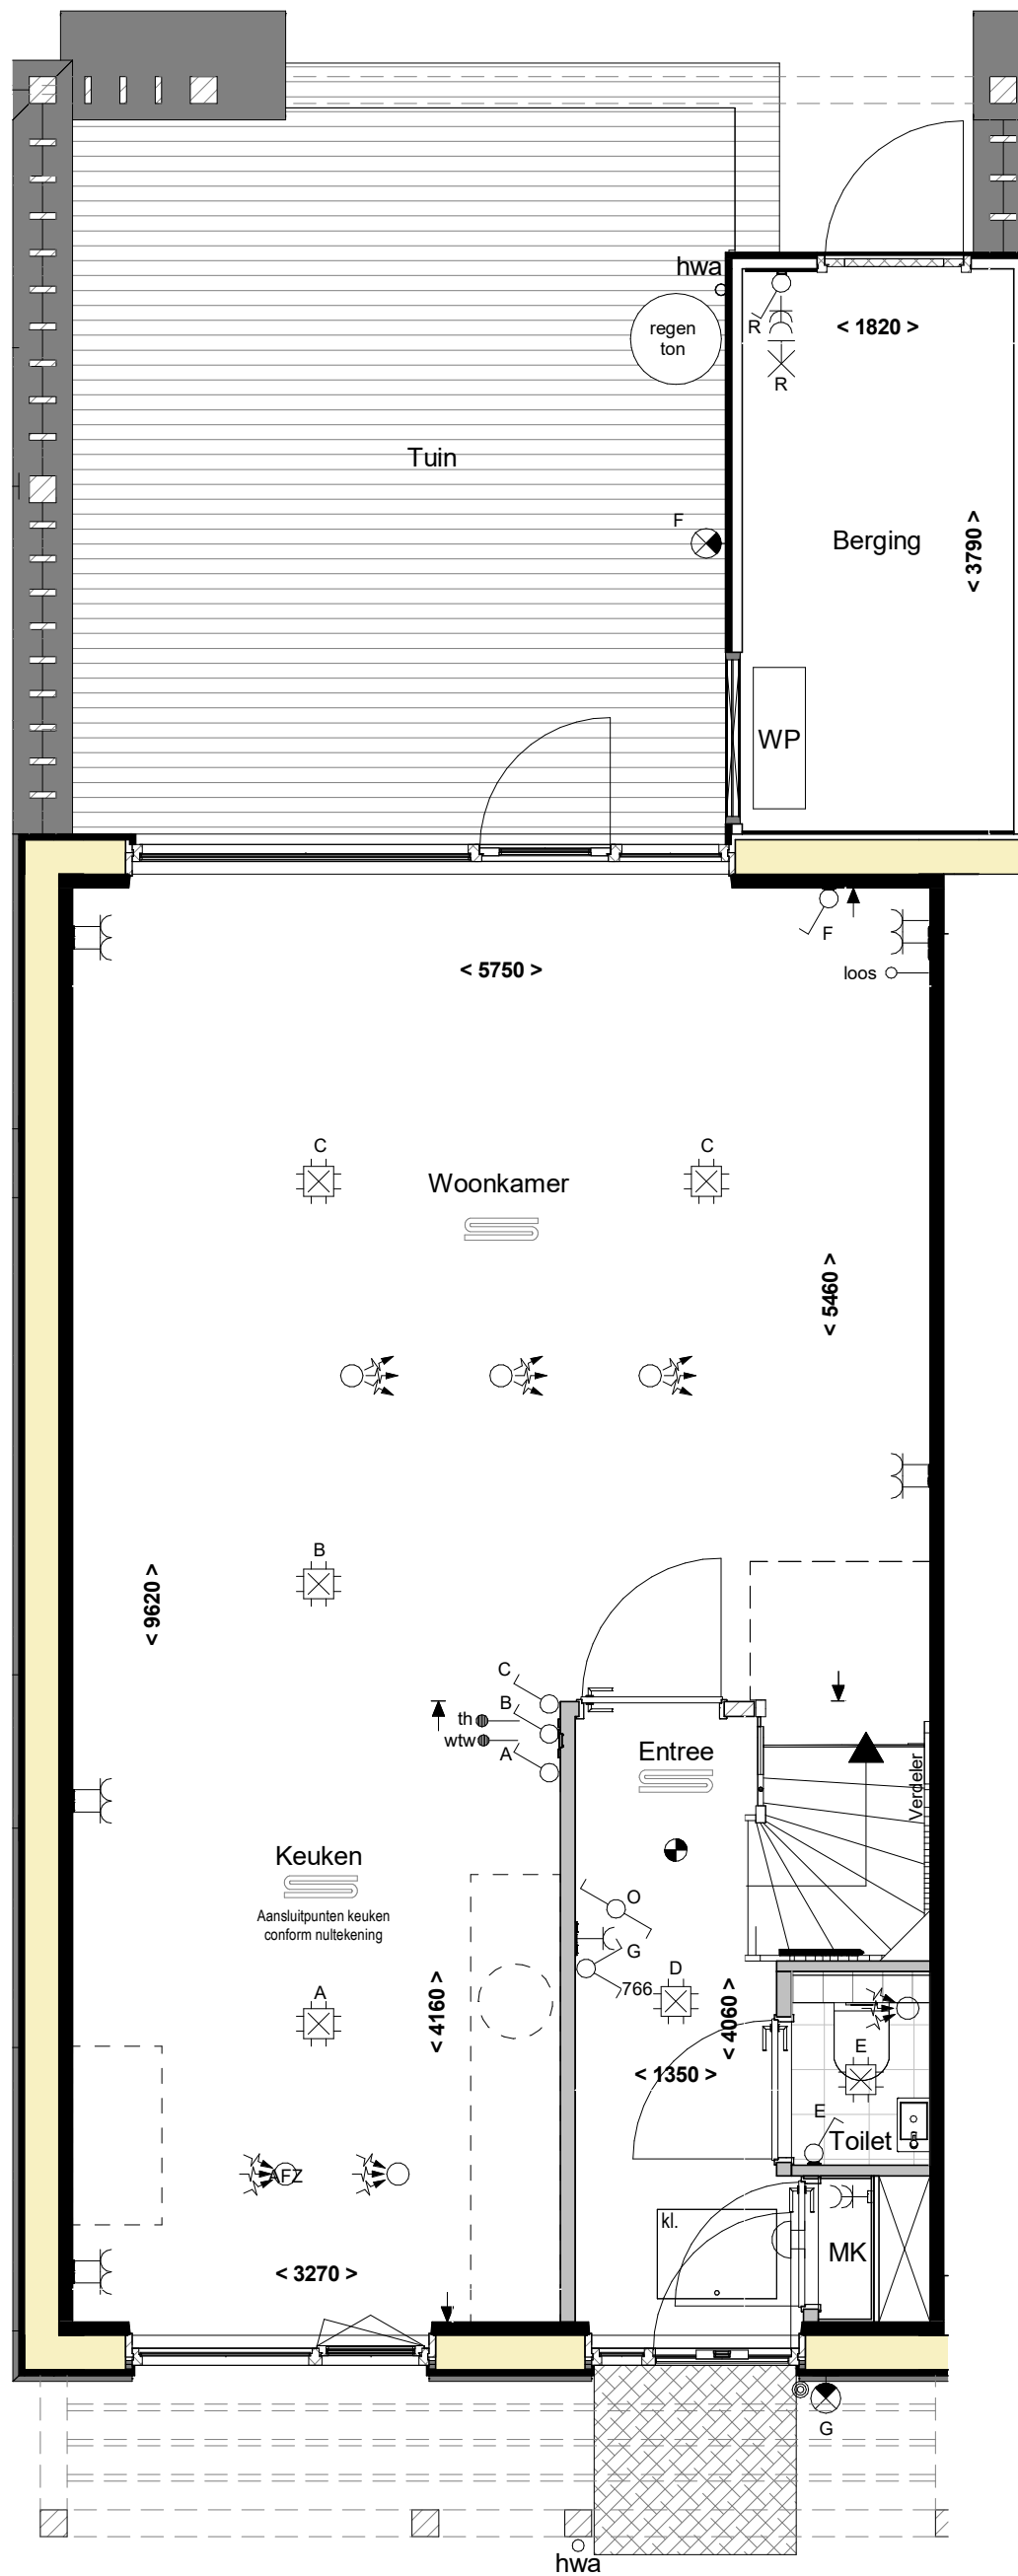 hwa
regen
ton
R
< 1820 >
R
Tuin
F
Berging
< 3790 >
WP
F
< 5750 >
loos
C
C
Woonkamer
< 5460 >
B
< 9620 >
C
B
th
wtw
A
Entree
Verdeler
Keuken
Aansluitpunten keuken
conform nultekening
O
G
766
D
A
< 4160 >
< 4060 >
< 1350 >
E
E
Toilet
AFZ
kl.
MK
< 3270 >
G
hwa